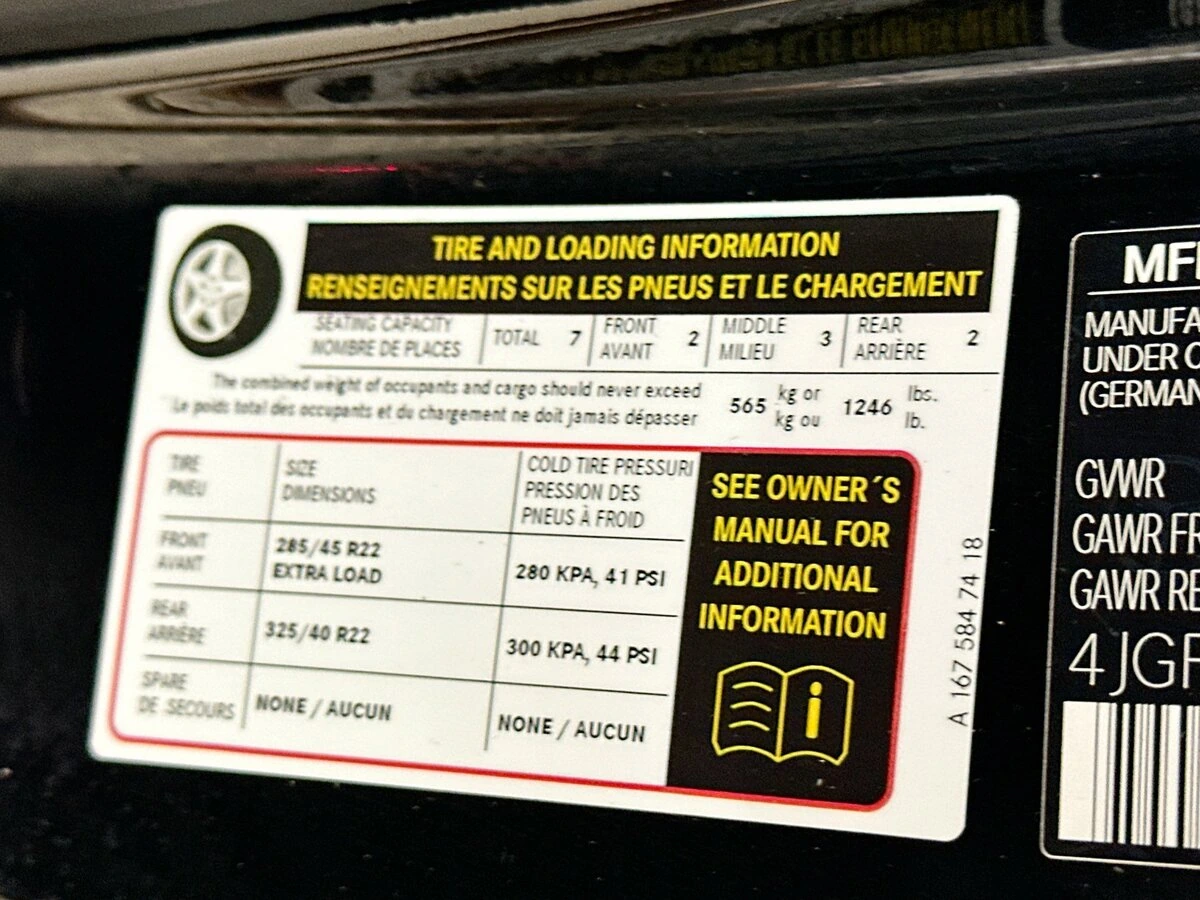 TIRE AND LOADING INFORMATION
RENSEIGNEMENTS SUR LES PNEUS ET LE CHARGEMENT
SEATING CAPACITY
NOMBRE DE PLACES
TOTAL 7
FRONT
AVANT
2
MIDDLE
MILIEU
3
REAR
ARRIÈRE
2
The combined weight of occupants and cargo should never exceed
Le poids total des occupants et du chargement ne doit jamais dépasser
565
kg or
kg ou
1246
lbs.
lb.
TIRE
PNEU
SIZE
DIMENSIONS
COLD TIRE PRESSURE
PRESSION DES
PNEUS À FROID
FRONT
AVANT
285/45 R22
EXTRA LOAD
280 KPA, 41 PSI
REAR
ARRIÈRE
325/40 R22
300 KPA, 44 PSI
SPARE
DE SECOURS
NONE / AUCUN
NONE / AUCUN
SEE OWNER´S
MANUAL FOR
ADDITIONAL
INFORMATION
A 167 584 74 18
MF
MANUFA
UNDER
(GERMAN
GVWR
GAWR FR
GAWR RE
4JG